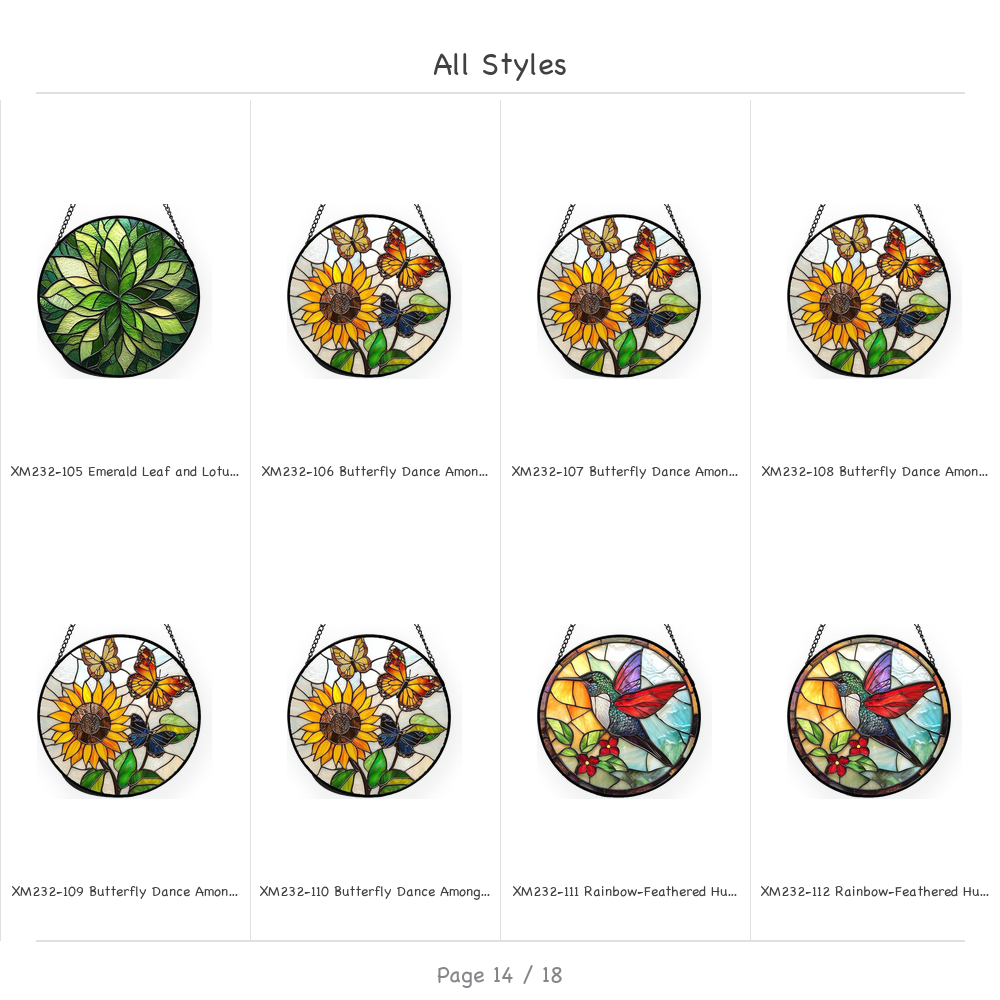 All Styles
XM232-105 Emerald Leaf and Lotu...
XM232-106 Butterfly Dance Amon...
XM232-107 Butterfly Dance Amon...
XM232-108 Butterfly Dance Amon...
XM232-109 Butterfly Dance Amon...
XM232-110 Butterfly Dance Among...
XM232-111 Rainbow-Feathered Hu...
XM232-112 Rainbow-Feathered Hu...
Page 14 / 18